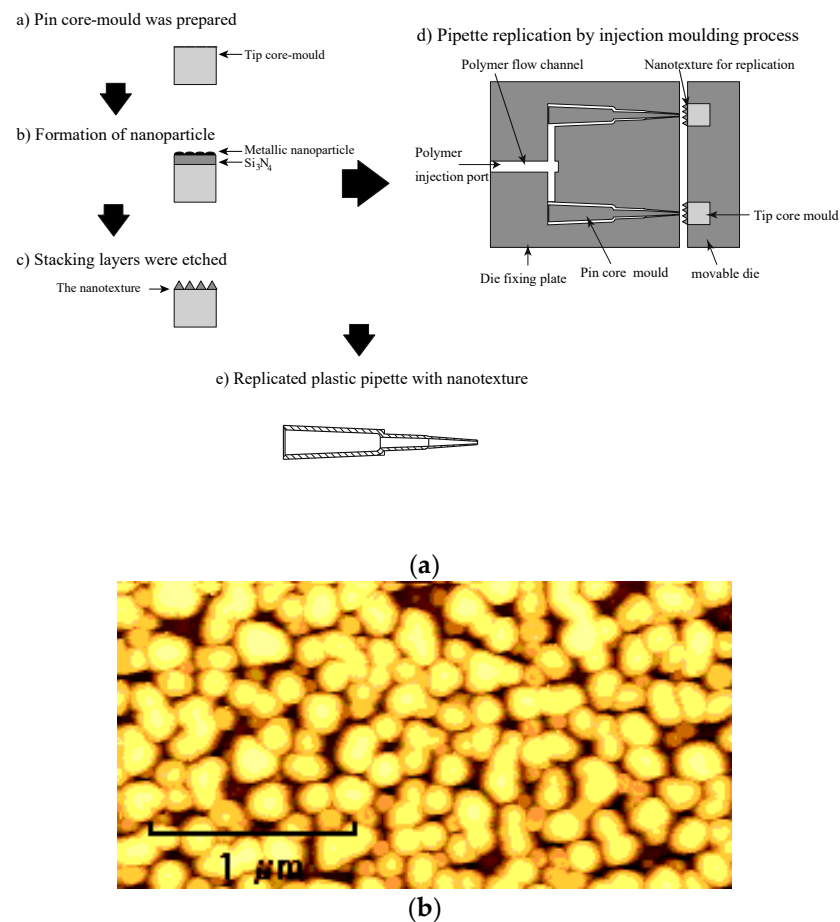 a) Pin core-mould was prepared
Tip core-mould
b) Formation of nanoparticle
Metallic nanoparticle
Si₃N₄
c) Stacking layers were etched
The nanotexture
d) Pipette replication by injection moulding process
Polymer flow channel
Nanotexture for replication
Polymer
injection port
Tip core mould
Die fixing plate
Pin core
mould
movable die
e) Replicated plastic pipette with nanotexture
(a)
1 μm
(b)